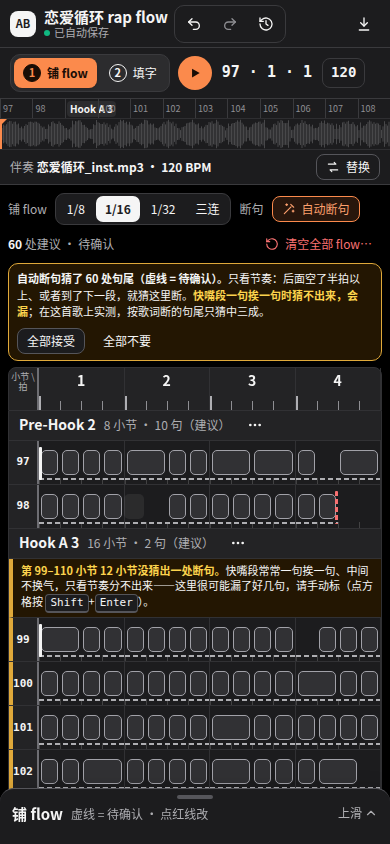 AB 恋爱循环 rap flow
已自动保存
1 铺 flow 2 填字 97 · 1 · 1 120
97 98 Hook A 3 101 102 103 104 105 106 107 108
伴奏 恋爱循环_inst.mp3 • 120 BPM 替换
铺 flow 1/8 1/16 1/32 三连 断句 自动断句
60 处建议 • 待确认 清空全部 flow…
自动断句猜了 60 处句尾（虚线 = 待确认）。只看节奏：后面空了半拍以
上、或者到了下一段，就猜这里断。快嘴段一句挨一句时猜不出来，会
漏；在这首歌上实测，按歌词断的句尾只猜中三成。
全部接受 全部不要
小节 \ 拍 1 2 3 4
Pre-Hook 2 8 小节 • 10 句（建议） ···
97
98
Hook A 3 16 小节 • 2 句（建议） ···
第 99–110 小节 12 小节没猜出一处断句。快嘴段常常一句挨一句、中间
不换气，只看节奏分不出来——这里很可能漏了好几句，请手动标（点方
格按 Shift+Enter）。
99
100
101
102
铺 flow 虚线 = 待确认 • 点红线改 上滑